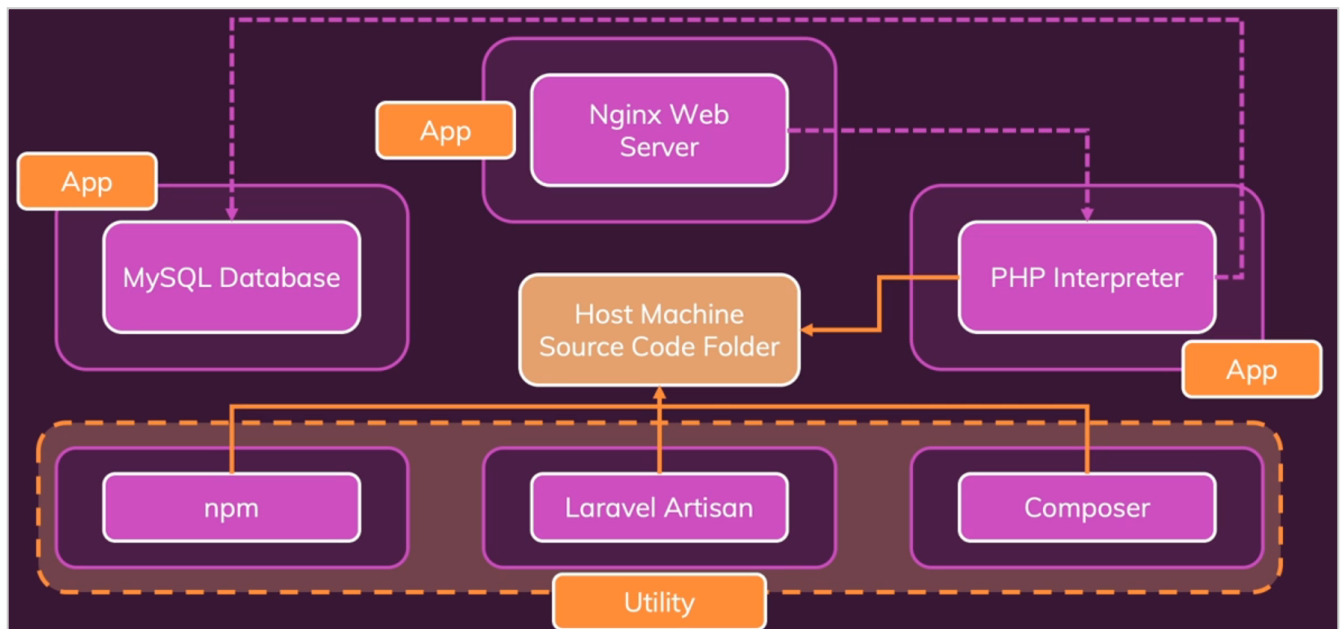 Nginx Web
Server
App
App
MySQL Database
PHP Interpreter
Host Machine
Source Code Folder
App
npm
Laravel Artisan
Composer
Utility